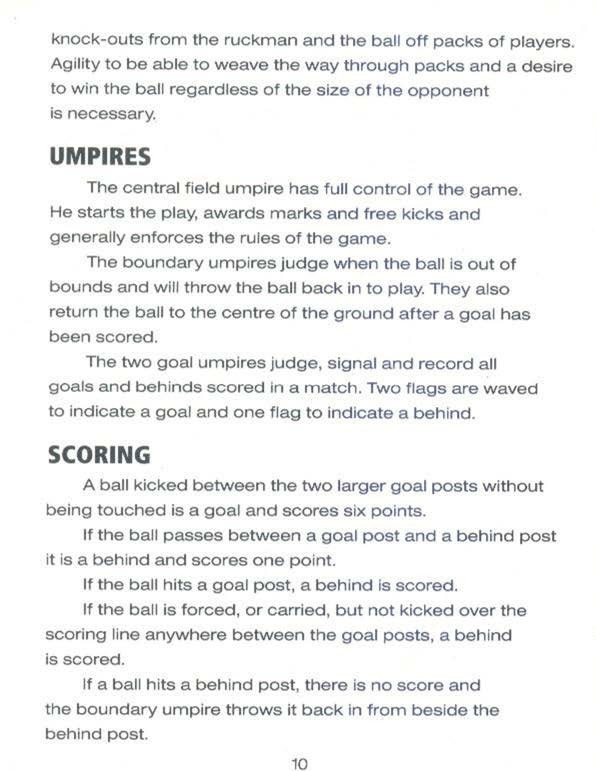 knock-outs from the ruckman and the ball off packs of players.
Agility to be able to weave the way through packs and a desire
to win the ball regardless of the size of the opponent
is necessary.
UMPIRES
The central field umpire has full control of the game.
He starts the play, awards marks and free kicks and
generally enforces the rules of the game.
The boundary umpires judge when the ball is out of
bounds and will throw the ball back in to play. They also
return the ball to the centre of the ground after a goal has
been scored.
The two goal umpires judge, signal and record all
goals and behinds scored in a match. Two flags are waved
to indicate a goal and one flag to indicate a behind.
SCORING
A ball kicked between the two larger goal posts without
being touched is a goal and scores six points.
If the ball passes between a goal post and a behind post
it is a behind and scores one point.
If the ball hits a goal post, a behind is scored.
If the ball is forced, or carried, but not kicked over the
scoring line anywhere between the goal posts, a behind
is scored.
If a ball hits a behind post, there is no score and
the boundary umpire throws it back in from beside the
behind post.
10